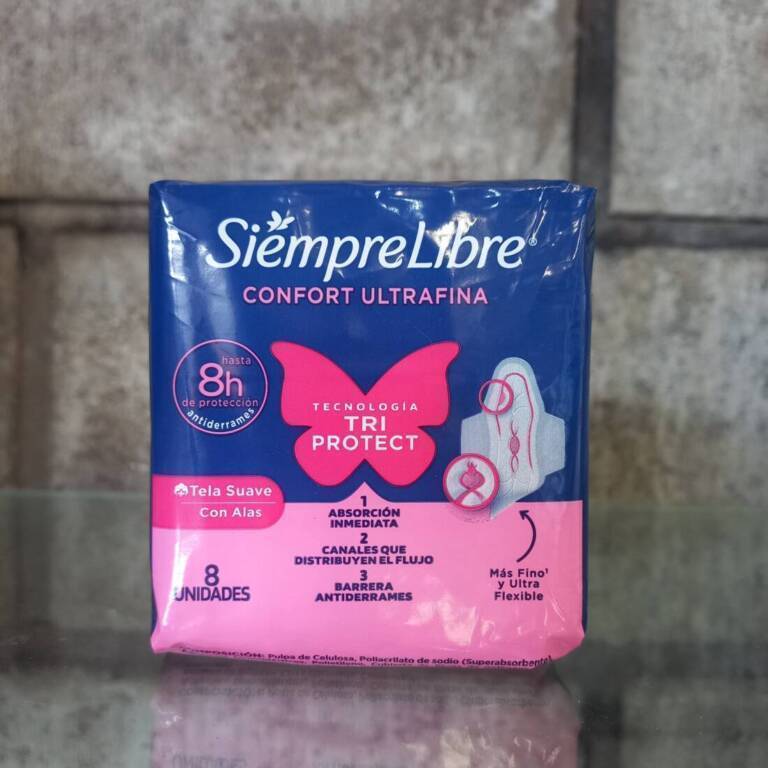 SiempreLibre®
CONFORT ULTRAFINA
hasta
8h
de protección
antiderrames
TECNOLOGÍA
TRI
PROTECT
Tela Suave
Con Alas
1
ABSORCIÓN
INMEDIATA
2
CANALES QUE
DISTRIBUYEN EL FLUJO
3
BARRERA
ANTIDERRAMES
8
UNIDADES
Más Fino¹
y Ultra
Flexible
COMPOSICIÓN: Pulpa de Celulosa, Poliacrilato de sodio (Superabsorbente)